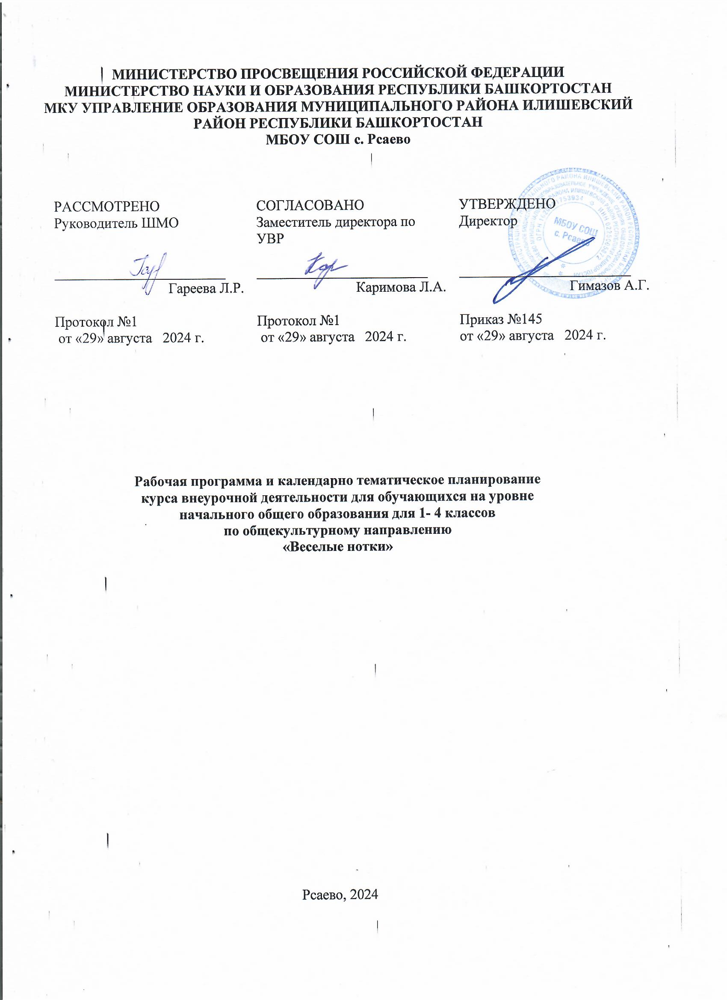 МИНИСТЕРСТВО ПРОСВЕЩЕНИЯ РОССИЙСКОЙ ФЕДЕРАЦИИ
МИНИСТЕРСТВО НАУКИ И ОБРАЗОВАНИЯ РЕСПУБЛИКИ БАШКОРТОСТАН
МКУ УПРАВЛЕНИЕ ОБРАЗОВАНИЯ МУНИЦИПАЛЬНОГО РАЙОНА ИЛИШЕВСКИЙ
РАЙОН РЕСПУБЛИКИ БАШКОРТОСТАН
МБОУ СОШ с. Рсаево
РАССМОТРЕНО
Руководитель ШМО
Гареева Л.Р.
Протокол №1
от «29» августа 2024 г.
СОГЛАСОВАНО
Заместитель директора по
УВР
Каримова Л.А.
Протокол №1
от «29» августа 2024 г.
УТВЕРЖДЕНО
Директор
МБОУ СОШ
с. Рсаево
Гимазов А.Г.
Приказ №145
от «29» августа 2024 г.
Рабочая программа и календарно тематическое планирование
курса внеурочной деятельности для обучающихся на уровне
начального общего образования для 1- 4 классов
по общекультурному направлению
«Веселые нотки»
Рсаево, 2024